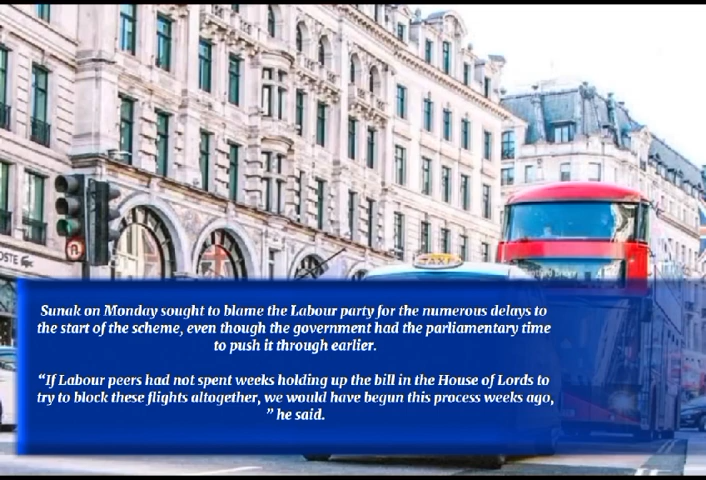 OSTE
TAXI
Sunak on Monday sought to blame the Labour party for the numerous delays to
the start of the scheme, even though the government had the parliamentary time
to push it through earlier.
“If Labour peers had not spent weeks holding up the bill in the House of Lords to
try to block these flights altogether, we would have begun this process weeks ago,
” he said.